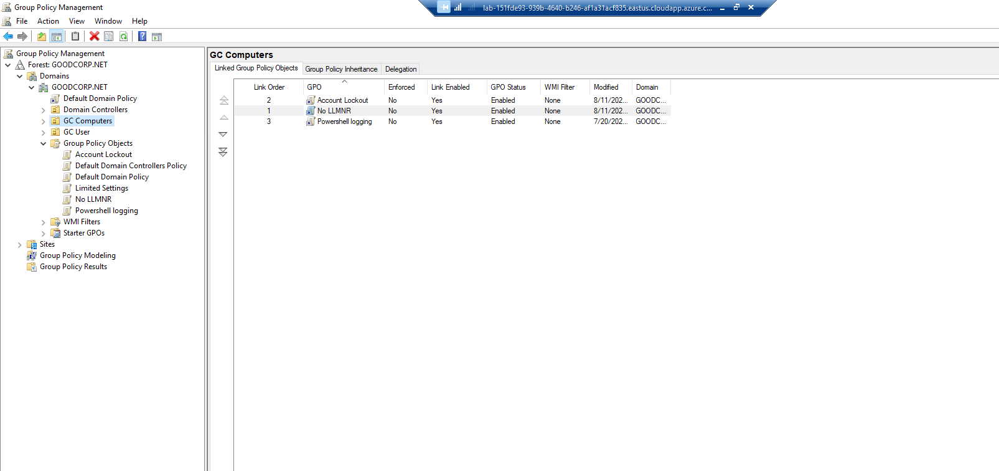 Group Policy Management
lab-151fde93-939b-4640-b246-af1a31acf835.eastus.cloudapp.azure.c...
File Action View Window Help
Group Policy Management
Forest: GOODCORP.NET
Domains
GOODCORP.NET
Default Domain Policy
Domain Controllers
GC Computers
GC User
Group Policy Objects
Account Lockout
Default Domain Controllers Policy
Default Domain Policy
Limited Settings
No LLMNR
Powershell logging
WMI Filters
Starter GPOs
Sites
Group Policy Modeling
Group Policy Results
GC Computers
Linked Group Policy Objects Group Policy Inheritance Delegation
Link Order GPO Enforced Link Enabled GPO Status WMI Filter Modified Domain
2 Account Lockout No Yes Enabled None 8/11/202... GOODC...
1 No LLMNR No Yes Enabled None 8/11/202... GOODC...
3 Powershell logging No Yes Enabled None 7/20/202... GOODC...